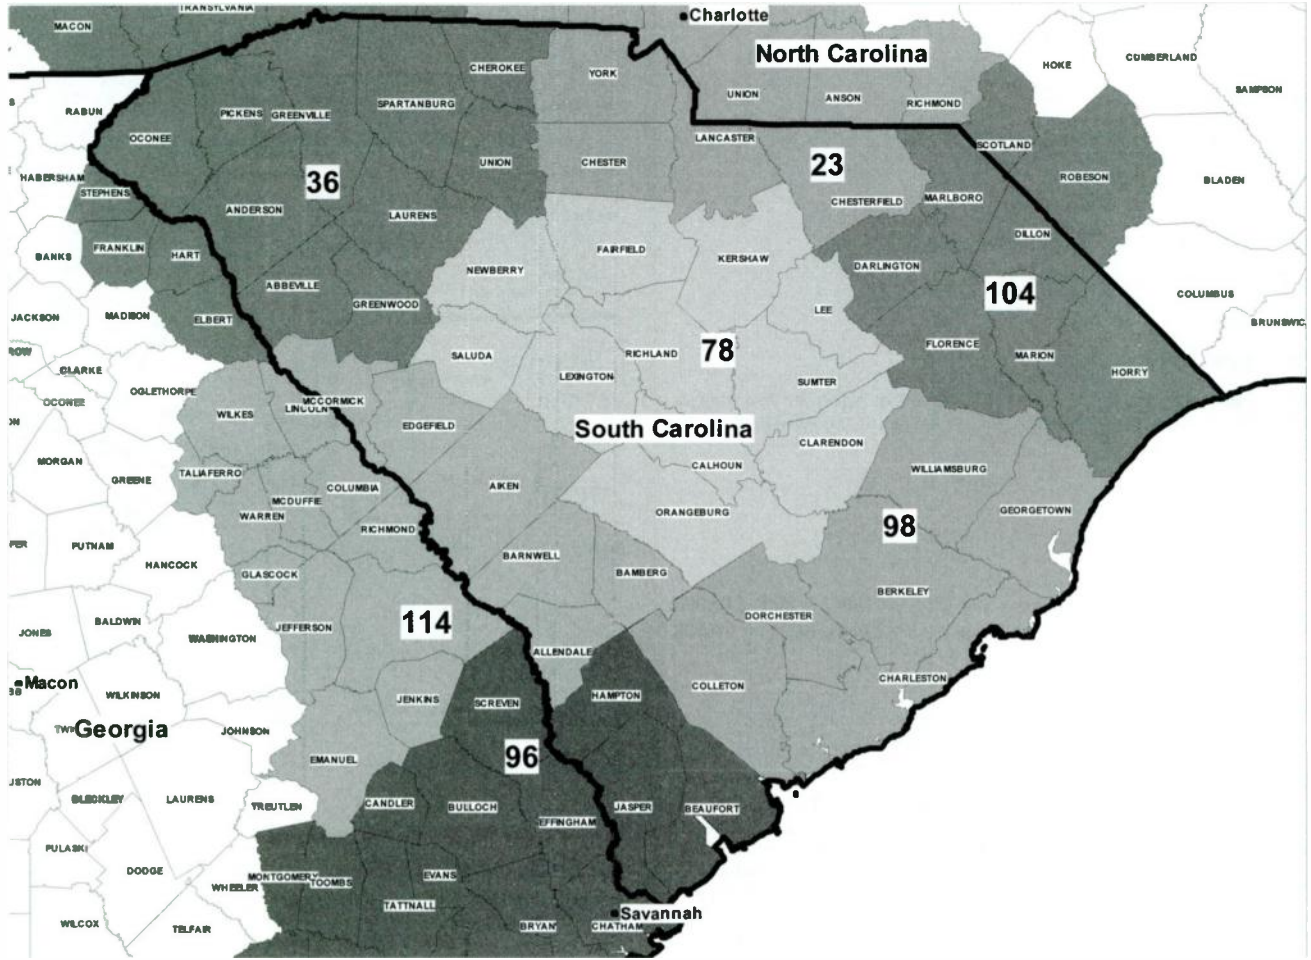 TRANSYLVANIA
MACON
Charlotte
North Carolina
HOKE
CUMBERLAND
SAMPSON
CHEROKEE
YORK
UNION
ANSON
RICHMOND
RABUN
PICKENS
GREENVILLE
SPARTANBURG
OCONEE
LANCASTER
SCOTLAND
23
CHESTER
UNION
HABERSHAM
STEPHENS
36
ROBESON
BLADEN
CHESTERFIELD
MARLBORO
ANDERSON
LAURENS
DILLON
BANKS
FRANKLIN
HART
FAIRFIELD
KERSHAW
NEWBERRY
DARLINGTON
ABBEVILLE
GREENWOOD
104
COLUMBUS
JACKSON
MADISON
ELBERT
LEE
BRUNSWIC
ROW
SALUDA
RICHLAND
78
FLORENCE
MARION
CLARKE
LEXINGTON
SUMTER
HORRY
OCONEE
OGLETHORPE
WILKES
LINCOLN
MCCORMICK
ON
EDGEFIELD
South Carolina
CLARENDON
MORGAN
GREENE
TALIAFERRO
CALHOUN
WILLIAMSBURG
COLUMBIA
AIKEN
MCDUFFIE
WARREN
RICHMOND
ORANGEBURG
98
GEORGETOWN
PER
PUTNAM
HANCOCK
BARNWELL
GLASCOCK
BAMBERG
BERKELEY
JONES
BALDWIN
WASHINGTON
JEFFERSON
114
DORCHESTER
ALLENDALE
Macon
WILKINSON
JENKINS
SCREVEN
HAMPTON
COLLETON
CHARLESTON
TWI
Georgia
JOHNSON
EMANUEL
96
BLECKLEY
LAURENS
TREUTLEN
CANDLER
BULLOCH
EFFINGHAM
JASPER
BEAUFORT
PULASKI
DODGE
WHEELER
MONTGOMERY
TOOMBS
EVANS
TATTNALL
WILCOX
TELFAIR
BRYAN
CHATHAM
Savannah